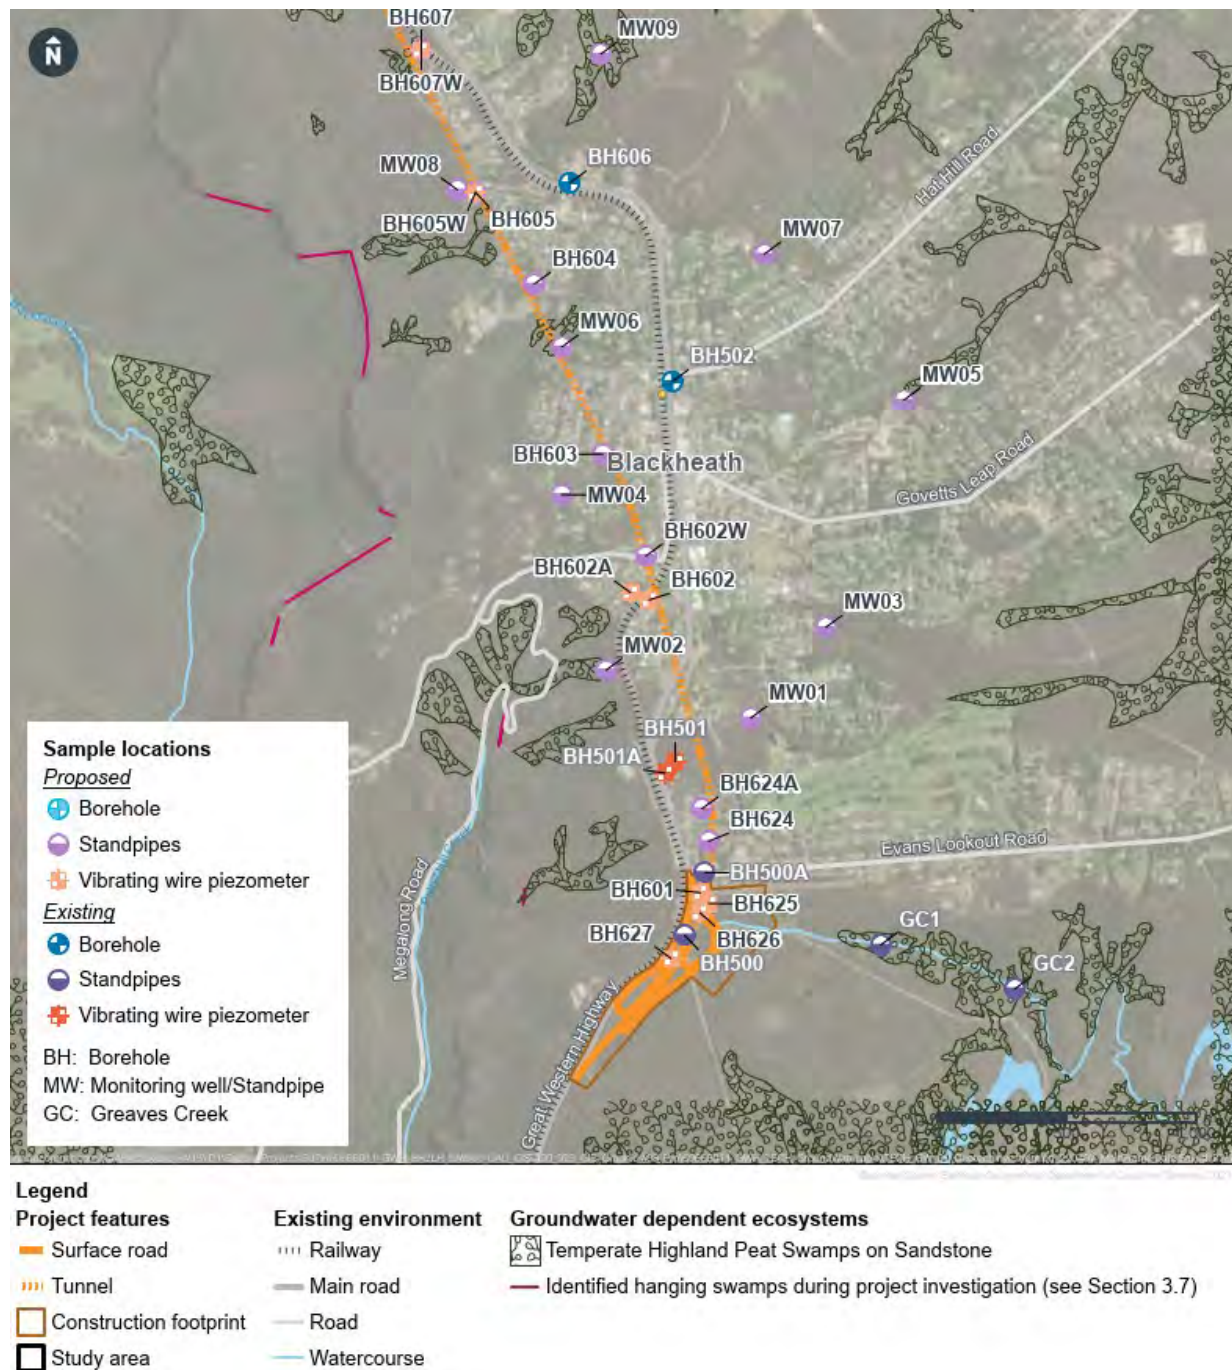 N
BH607
MW09
BH607W
BH606
MW08
BH605W
BH605
Hat Hill Road
MW07
BH604
MW06
BH502
MW05
BH603
Blackheath
Govetts Leap Road
MW04
BH602W
BH602A
BH602
MW03
MW02
MW01
BH501
BH501A
BH624A
BH624
Evans Lookout Road
BH500A
BH601
BH625
Megalong Road
BH626
BH627
BH500
GC1
GC2
Great Western Highway
Sample locations
Proposed
Borehole
Standpipes
Vibrating wire piezometer
Existing
Borehole
Standpipes
Vibrating wire piezometer
BH: Borehole
MW: Monitoring well/Standpipe
GC: Greaves Creek
Legend
Project features
Surface road
Tunnel
Construction footprint
Study area
Existing environment
Railway
Main road
Road
Watercourse
Groundwater dependent ecosystems
Temperate Highland Peat Swamps on Sandstone
Identified hanging swamps during project investigation (see Section 3.7)